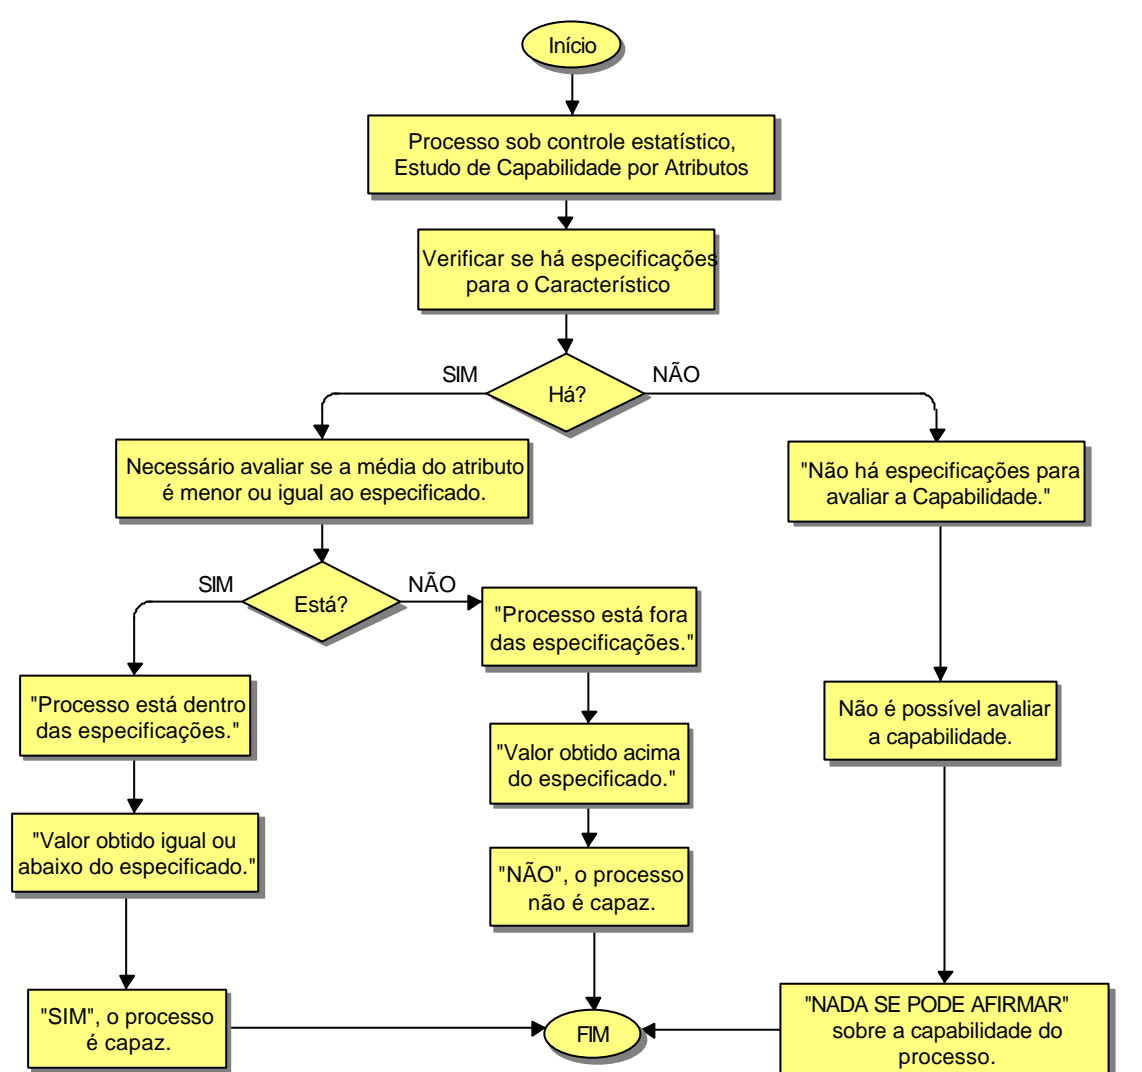 Início
Processo sob controle estatístico,
Estudo de Capabilidade por Atributos
Verificar se há especificações
para o Característico
SIM
NÃO
Há?
Necessário avaliar se a média do atributo
é menor ou igual ao especificado.
"Não há especificações para
avaliar a Capabilidade."
SIM
NÃO
Está?
"Processo está fora
das especificações."
"Processo está dentro
das especificações."
Não é possível avaliar
a capabilidade.
"Valor obtido acima
do especificado."
"Valor obtido igual ou
abaixo do especificado."
"NÃO", o processo
não é capaz.
"SIM", o processo
é capaz.
FIM
"NADA SE PODE AFIRMAR"
sobre a capabilidade do
processo.